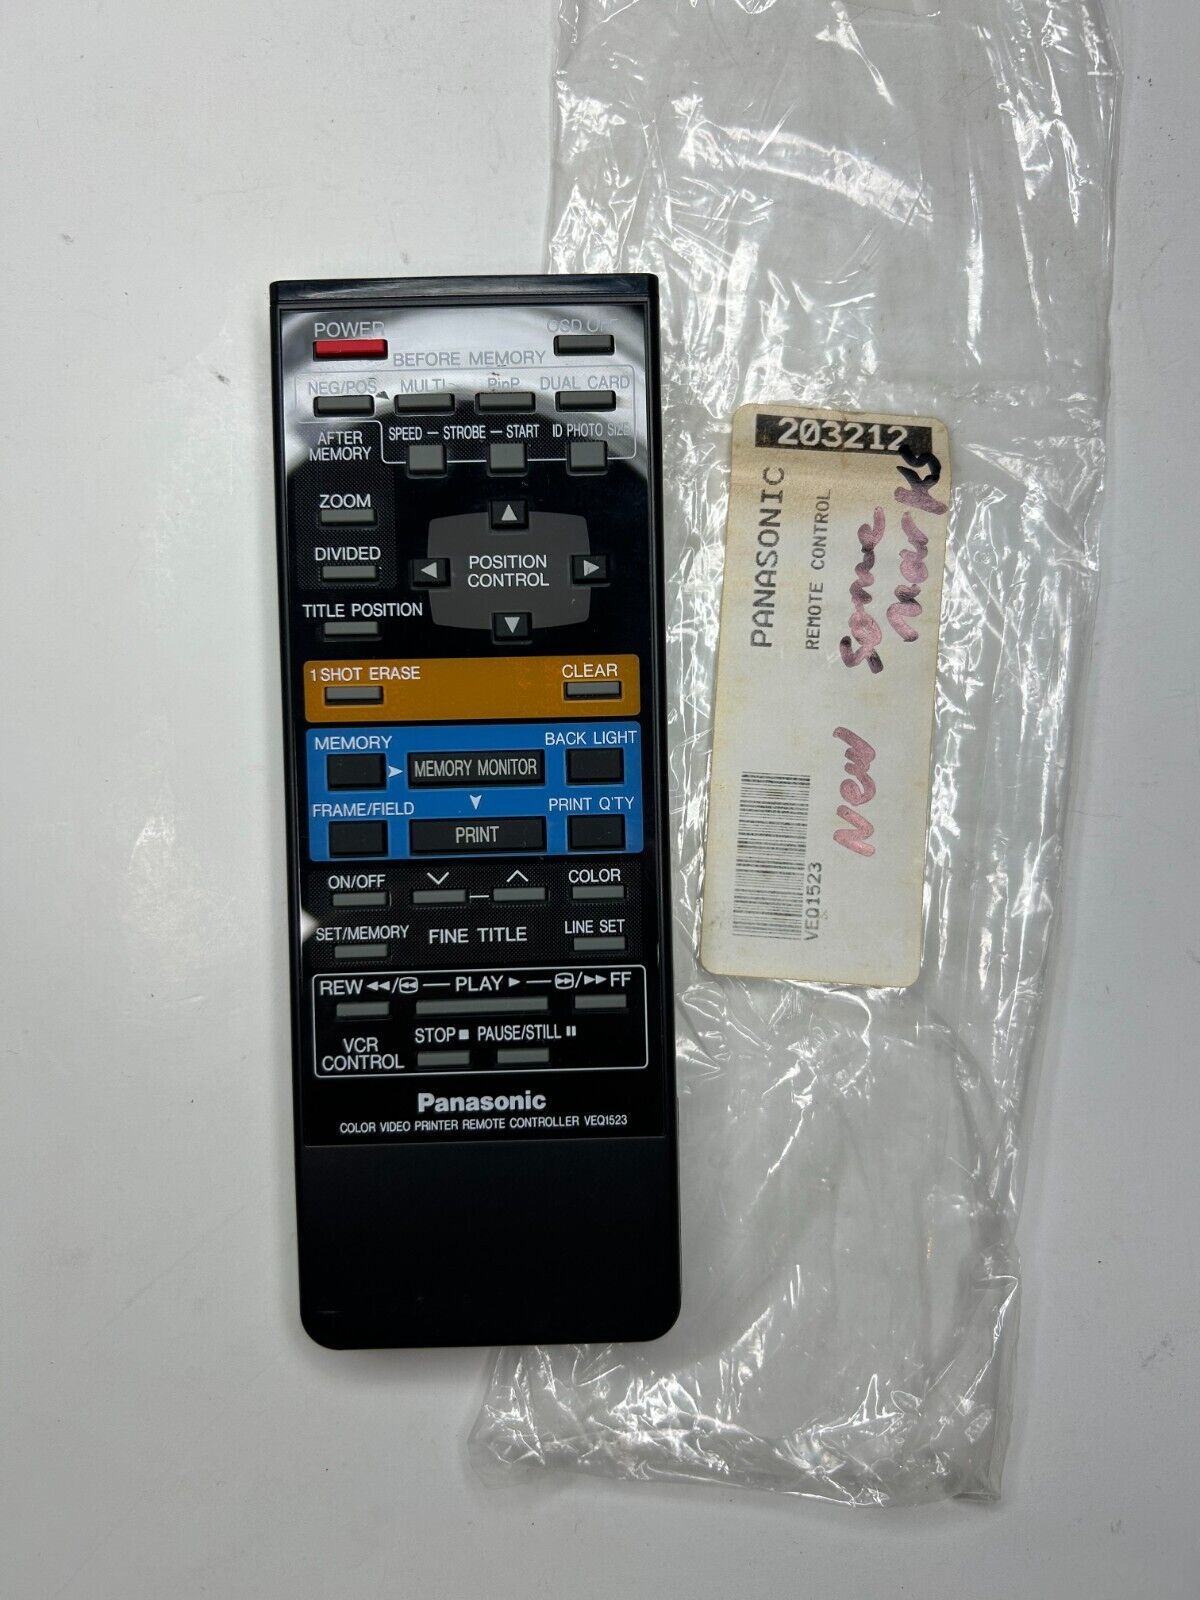 POWER
OSD OFF
BEFORE MEMORY
NEG/POS MULTI PinP DUAL CARD
AFTER
MEMORY
SPEED — STROBE — START ID PHOTO SIZE
ZOOM
DIVIDED
TITLE POSITION
▲
◀ POSITION
CONTROL ▶
▼
1 SHOT ERASE CLEAR
MEMORY BACK LIGHT
MEMORY MONITOR
FRAME/FIELD PRINT Q'TY
PRINT
ON/OFF COLOR
SET/MEMORY FINE TITLE LINE SET
REW ◀◀/ — PLAY ▶ — /▶▶ FF
VCR
CONTROL
STOP ■ PAUSE/STILL ▮▮
Panasonic
COLOR VIDEO PRINTER REMOTE CONTROLLER VEQ1523
203212
PANASONIC
REMOTE CONTROL
VEQ1523
New Some
Marks